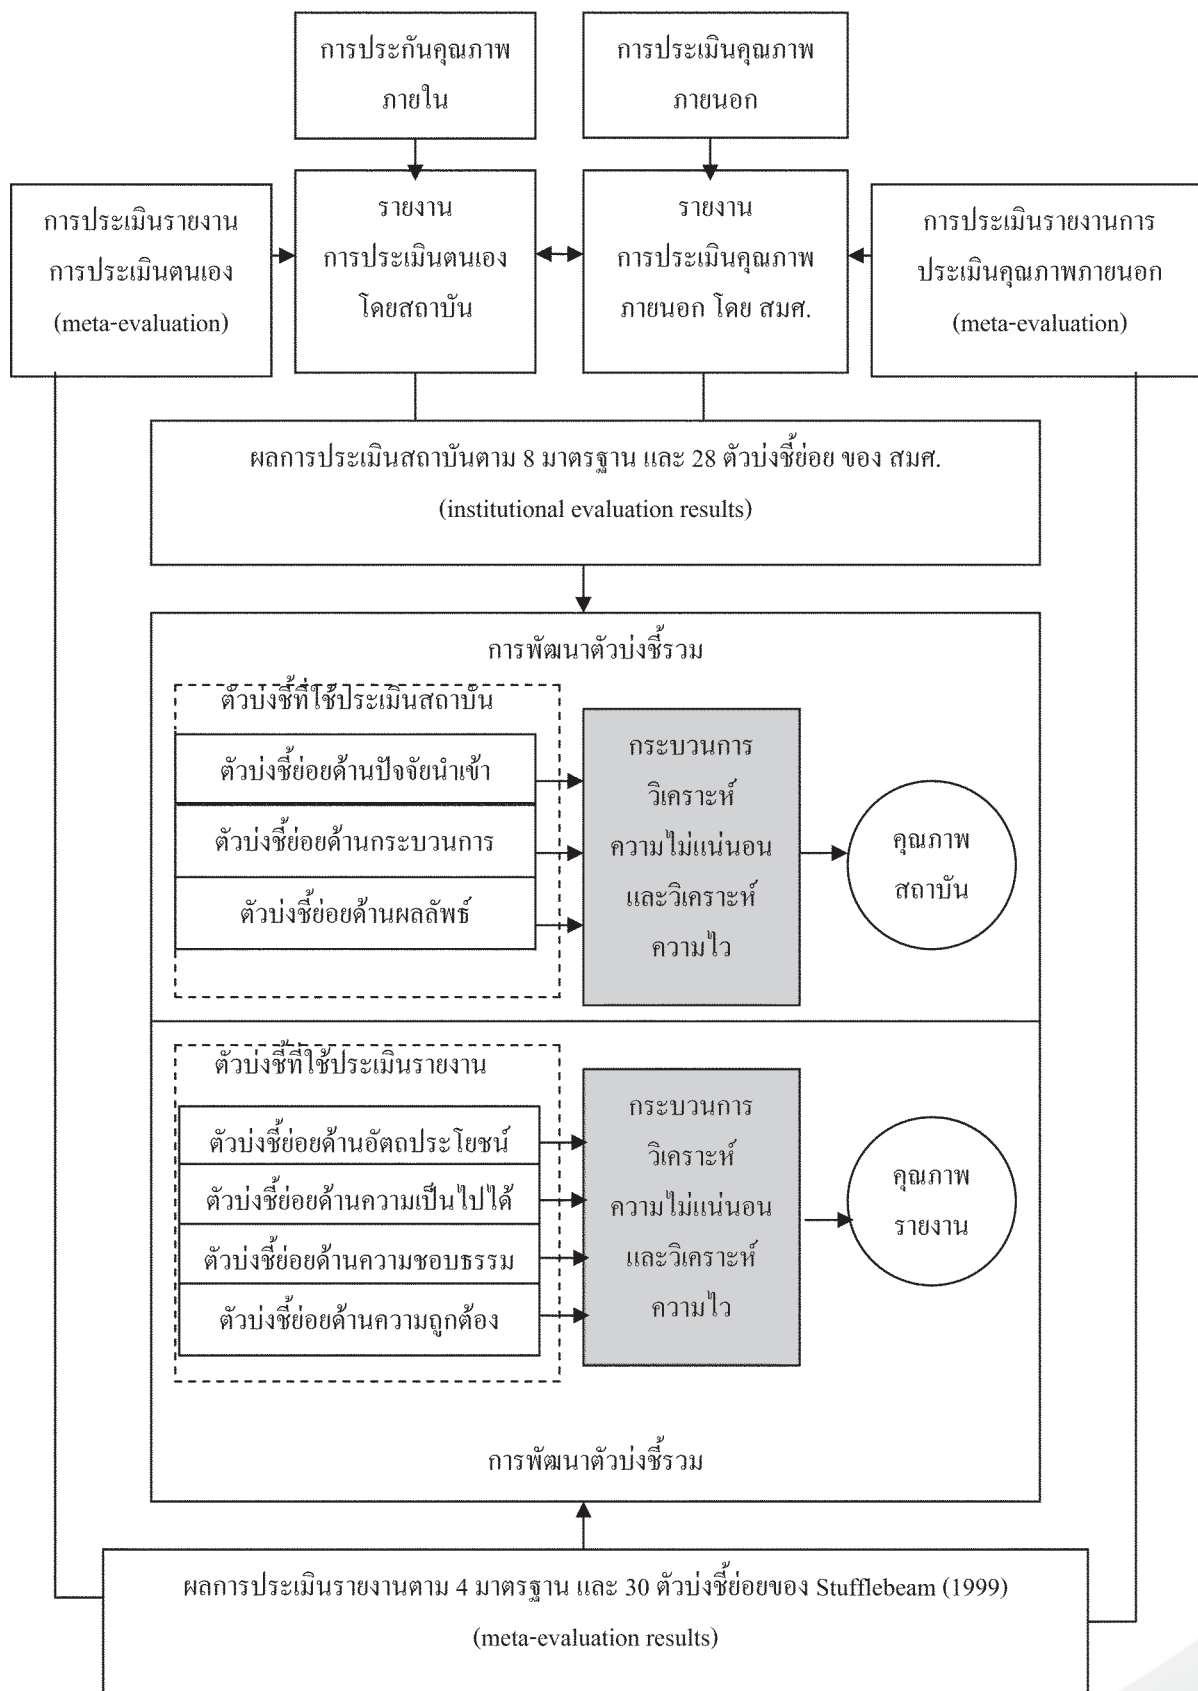 การประกันคุณภาพ
ภายใน
การประเมินคุณภาพ
ภายนอก
การประเมินรายงาน
การประเมินตนเอง
(meta-evaluation)
รายงาน
การประเมินตนเอง
โดยสถาบัน
รายงาน
การประเมินคุณภาพ
ภายนอก โดย สมศ.
การประเมินรายงานการ
ประเมินคุณภาพภายนอก
(meta-evaluation)
ผลการประเมินสถาบันตาม 8 มาตรฐาน และ 28 ตัวบ่งชี้ย่อย ของ สมศ.
(institutional evaluation results)
การพัฒนาตัวบ่งชี้รวม
ตัวบ่งชี้ที่ใช้ประเมินสถาบัน
ตัวบ่งชี้ย่อยด้านปัจจัยนำเข้า
ตัวบ่งชี้ย่อยด้านกระบวนการ
ตัวบ่งชี้ย่อยด้านผลลัพธ์
กระบวนการ
วิเคราะห์
ความไม่แน่นอน
และวิเคราะห์
ความไว
คุณภาพ
สถาบัน
ตัวบ่งชี้ที่ใช้ประเมินรายงาน
ตัวบ่งชี้ย่อยด้านอัตถประโยชน์
ตัวบ่งชี้ย่อยด้านความเป็นไปได้
ตัวบ่งชี้ย่อยด้านความชอบธรรม
ตัวบ่งชี้ย่อยด้านความถูกต้อง
กระบวนการ
วิเคราะห์
ความไม่แน่นอน
และวิเคราะห์
ความไว
คุณภาพ
รายงาน
การพัฒนาตัวบ่งชี้รวม
ผลการประเมินรายงานตาม 4 มาตรฐาน และ 30 ตัวบ่งชี้ย่อยของ Stufflebeam (1999)
(meta-evaluation results)